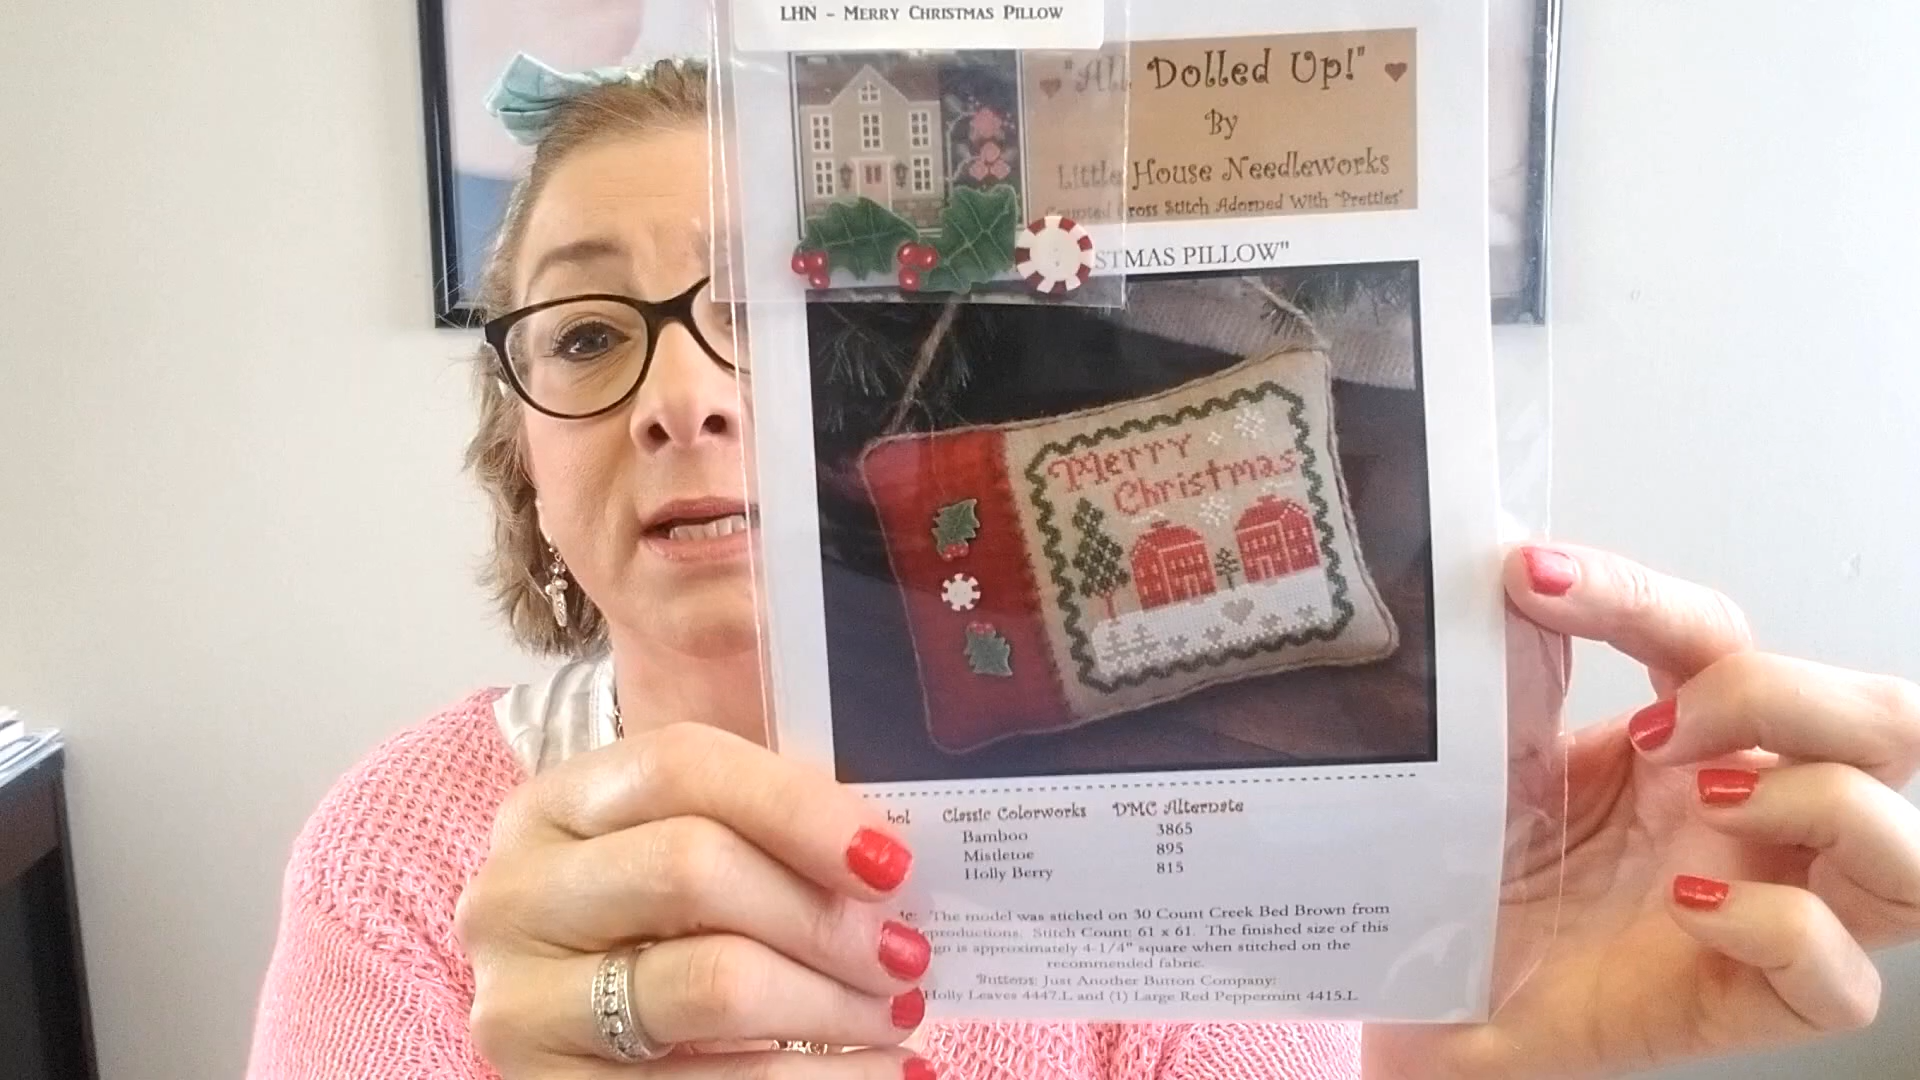 LHN - Merry Christmas Pillow
"All Dolled Up!"
By
Little House Needleworks
Counted Cross Stitch Adorned With "Pretties"
STMAS PILLOW"
Merry
Christmas
bol Classic Colorworks DMC Alternate
Bamboo 3865
Mistletoe 895
Holly Berry 815
The model was stiched on 30 Count Creek Bed Brown from
productions. Stitch Count: 61 x 61. The finished size of this
gn is approximately 4-1/4" square when stitched on the
recommended fabric.
Buttons: Just Another Button Company:
Holly Leaves 4447.L and (1) Large Red Peppermint 4415.L